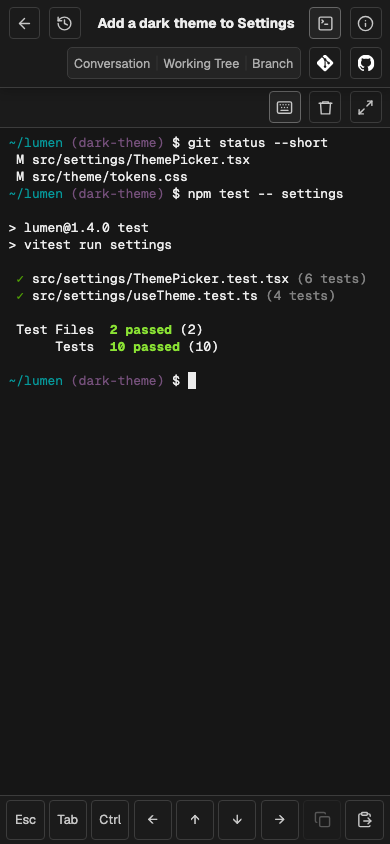 Add a dark theme to Settings
Conversation Working Tree Branch
~/lumen (dark-theme) $ git status --short
M src/settings/ThemePicker.tsx
M src/theme/tokens.css
~/lumen (dark-theme) $ npm test -- settings
> lumen@1.4.0 test
> vitest run settings
✓ src/settings/ThemePicker.test.tsx (6 tests)
✓ src/settings/useTheme.test.ts (4 tests)
Test Files 2 passed (2)
Tests 10 passed (10)
~/lumen (dark-theme) $
Esc Tab Ctrl ← ↑ ↓ →